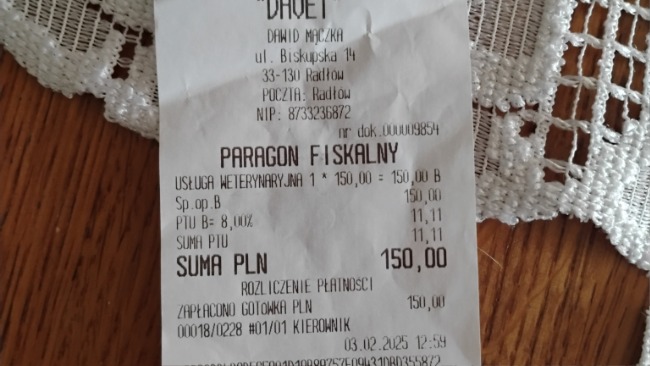 "DAVET"
DAWID MĄCZKA
ul. Biskupska 14
33-130 Radłów
POCZTA: Radłów
NIP: 8733236872
nr dok.000009854
PARAGON FISKALNY
USŁUGA WETERYNARYJNA 1 * 150,00 = 150,00 B
Sp.op.B 150,00
PTU B= 8,00% 11,11
SUMA PTU 11,11
SUMA PLN 150,00
ROZLICZENIE PŁATNOŚCI
ZAPŁACONO GOTÓWKA PLN 150,00
00018/0228 #01/01 KIEROWNIK
03.02.2025 12:59